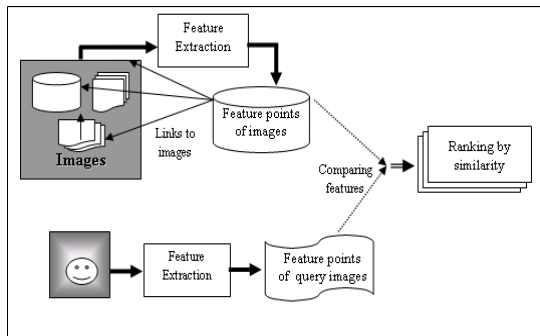 Feature
Extraction
Feature points
of images
Links to
images
Images
Comparing
features
Ranking by
similarity
Feature
Extraction
Feature points
of query images